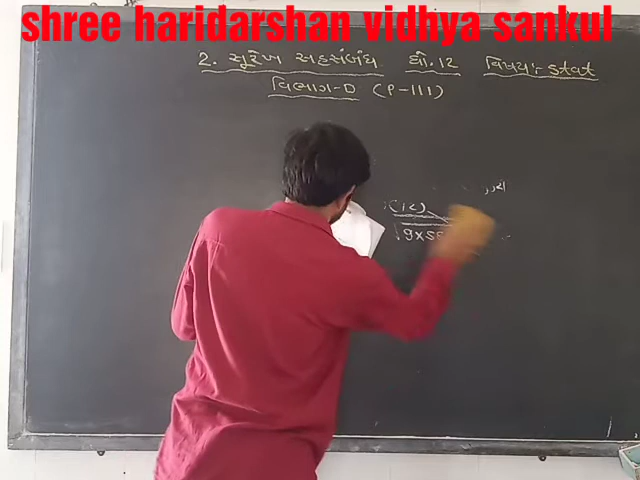 shree haridarshan vidhya sankul
2. સુરેખ સહસંબંધ ધો.12 વિષય: stat
વિભાગ-D (P-111)